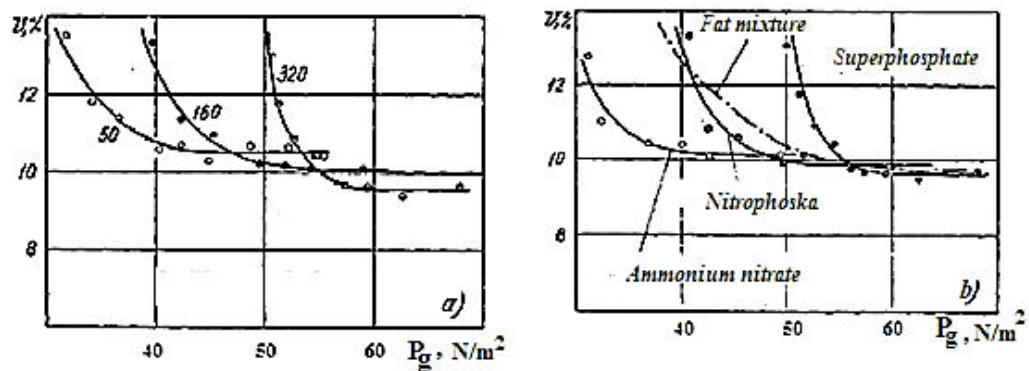 υ,%
12
10
8
50
160
320
a)
40
50
60
Pg, N/m²
υ,%
12
10
8
Fat mixture
Superphosphate
Nitrophoska
Ammonium nitrate
b)
40
50
60
Pg, N/m²